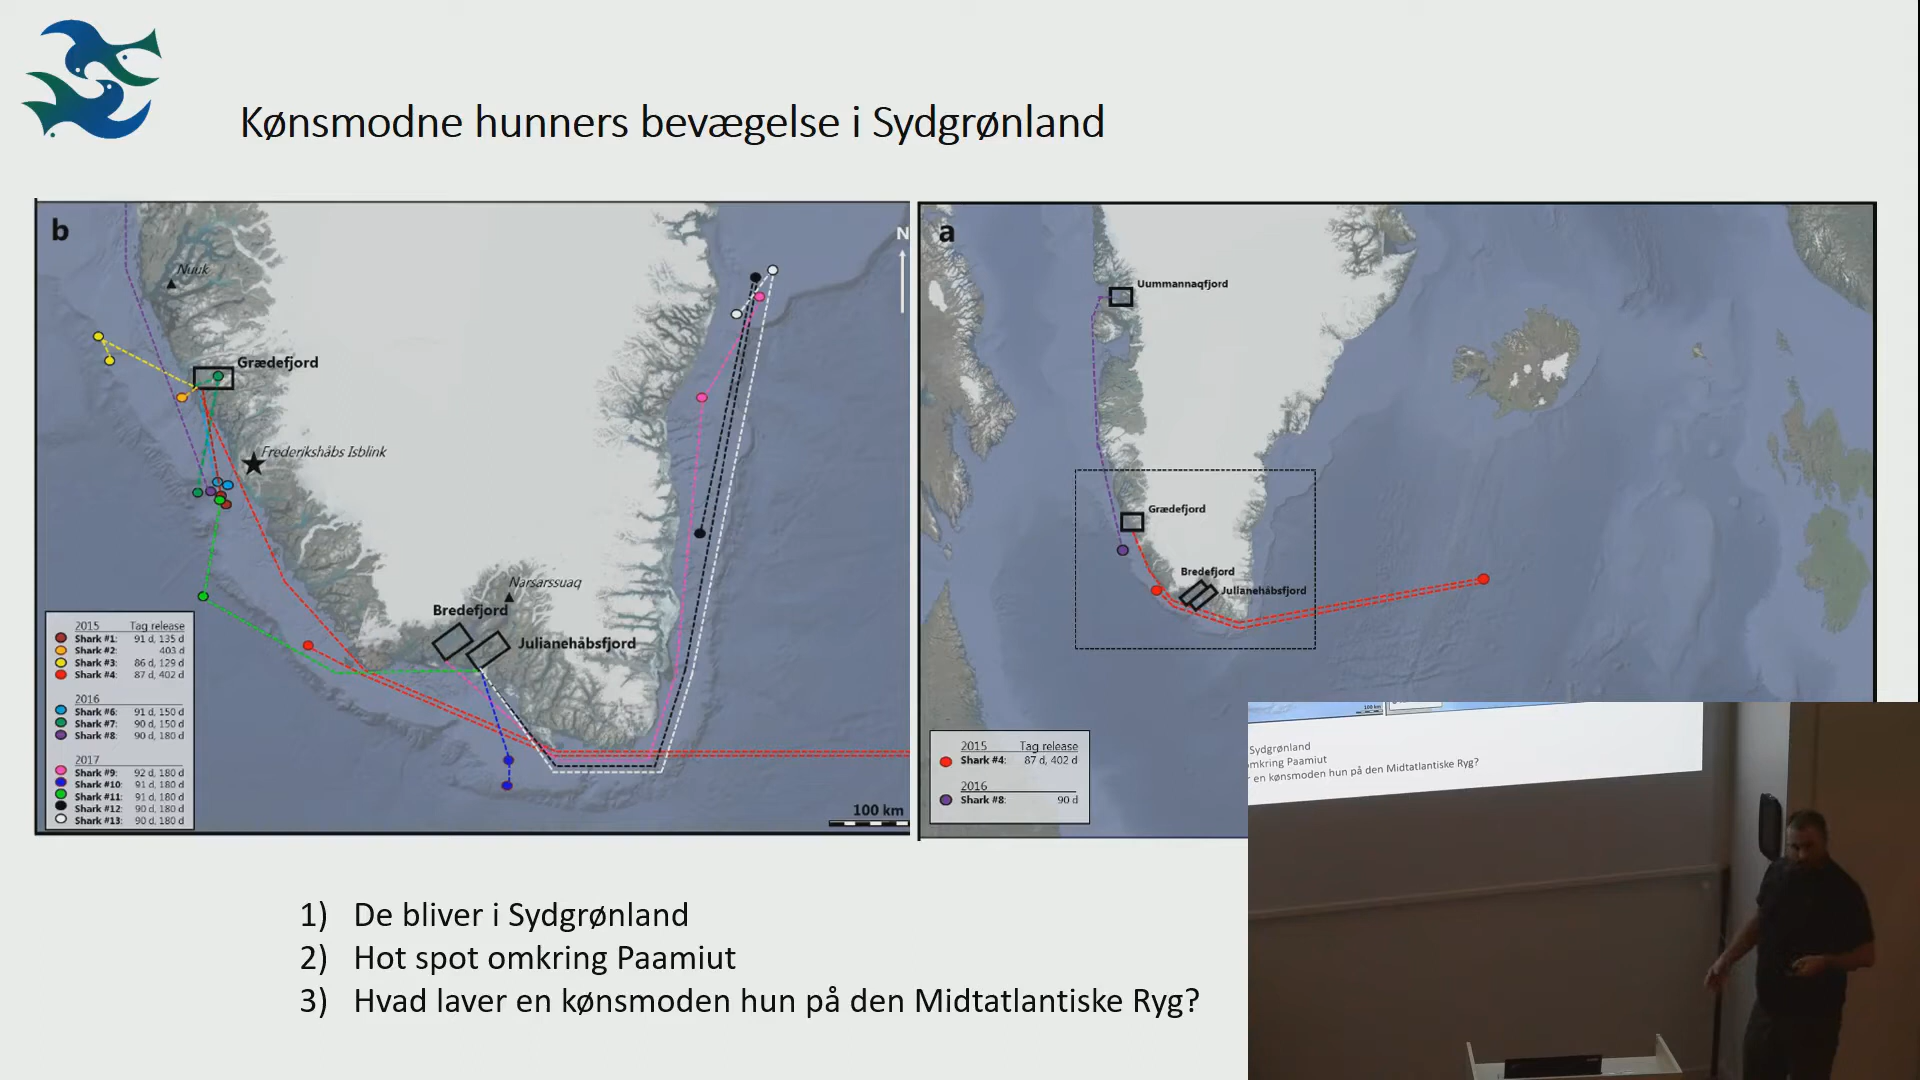 Kønsmodne hunners bevægelse i Sydgrønland
b
N
Nuuk
Grædefjord
Frederikshåbs Isblink
Narsarssuaq
Bredefjord
Julianehåbsfjord
2015 Tag release
Shark #1: 91 d, 135 d
Shark #2: 403 d
Shark #3: 86 d, 129 d
Shark #4: 87 d, 402 d
2016
Shark #6: 91 d, 150 d
Shark #7: 90 d, 150 d
Shark #8: 90 d, 180 d
2017
Shark #9: 92 d, 180 d
Shark #10: 91 d, 180 d
Shark #11: 91 d, 180 d
Shark #12: 90 d, 180 d
Shark #13: 90 d, 180 d
100 km
a
Uummannaqfjord
Grædefjord
Bredefjord
Julianehåbsfjord
2015 Tag release
Shark #4: 87 d, 402 d
2016
Shark #8: 90 d
1) De bliver i Sydgrønland
2) Hot spot omkring Paamiut
3) Hvad laver en kønsmoden hun på den Midtatlantiske Ryg?
100 km
Sydgrønland
omkring Paamiut
en kønsmoden hun på den Midtatlantiske Ryg?